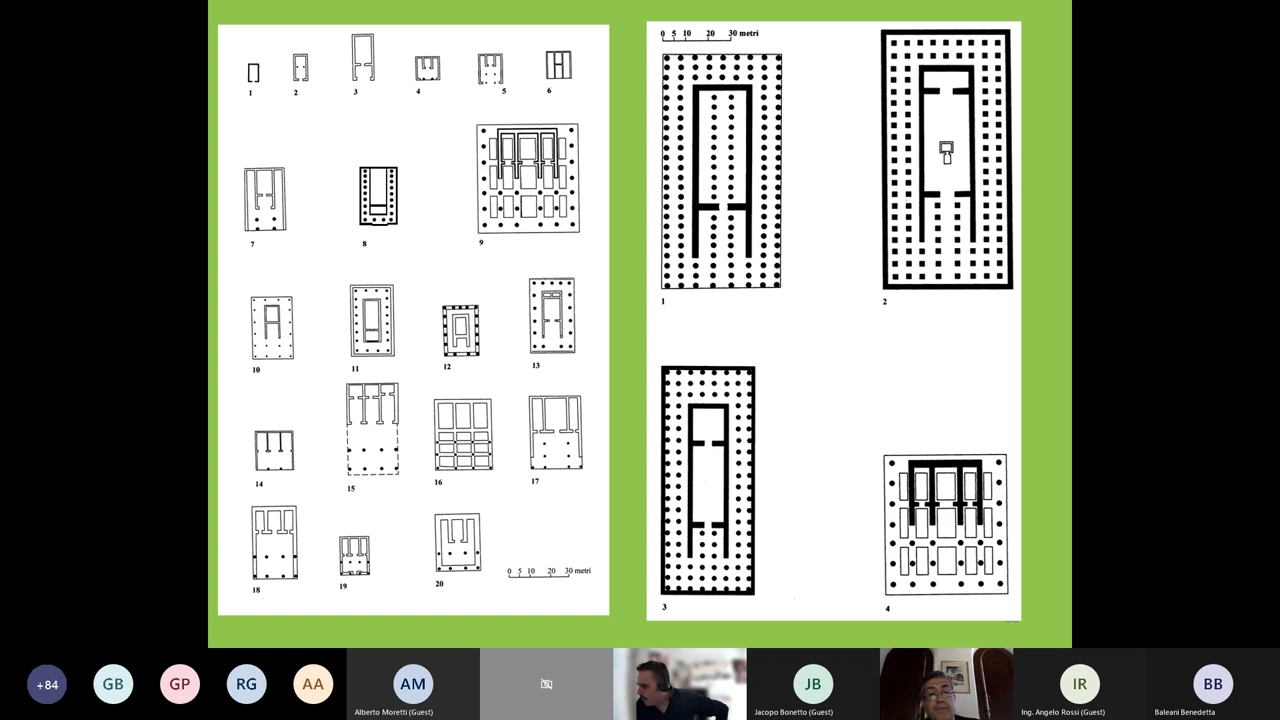 1 2 3 4 5 6
7 8 9
10 11 12 13
14 15 16 17
18 19 20
0 5 10 20 30 metri
0 5 10 20 30 metri
1 2
3 4
+84 GB GP RG AA AM JB IR BB
Alberto Moretti (Guest) Jacopo Bonetto (Guest) Ing. Angelo Rossi (Guest) Baleani Benedetta